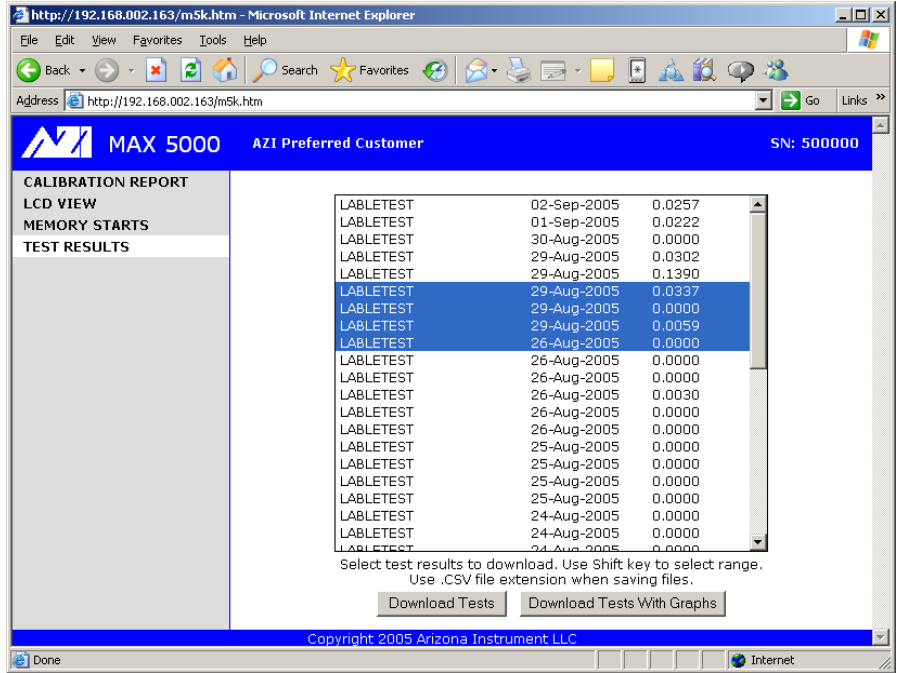 http://192.168.002.163/m5k.htm - Microsoft Internet Explorer
File Edit View Favorites Tools Help
Back Search Favorites
Address http://192.168.002.163/m5k.htm Go Links »
AZI MAX 5000 AZI Preferred Customer SN: 500000
CALIBRATION REPORT
LCD VIEW
MEMORY STARTS
TEST RESULTS
LABLETEST 02-Sep-2005 0.0257
LABLETEST 01-Sep-2005 0.0222
LABLETEST 30-Aug-2005 0.0000
LABLETEST 29-Aug-2005 0.0302
LABLETEST 29-Aug-2005 0.1390
LABLETEST 29-Aug-2005 0.0337
LABLETEST 29-Aug-2005 0.0000
LABLETEST 29-Aug-2005 0.0059
LABLETEST 26-Aug-2005 0.0000
LABLETEST 26-Aug-2005 0.0000
LABLETEST 26-Aug-2005 0.0000
LABLETEST 26-Aug-2005 0.0030
LABLETEST 26-Aug-2005 0.0000
LABLETEST 26-Aug-2005 0.0000
LABLETEST 25-Aug-2005 0.0000
LABLETEST 25-Aug-2005 0.0000
LABLETEST 25-Aug-2005 0.0000
LABLETEST 25-Aug-2005 0.0000
LABLETEST 24-Aug-2005 0.0000
LABLETEST 24-Aug-2005 0.0000
LABLETEST 24-Aug-2005 0.0000
Select test results to download. Use Shift key to select range.
Use .CSV file extension when saving files.
Download Tests Download Tests With Graphs
Copyright 2005 Arizona Instrument LLC
Done Internet